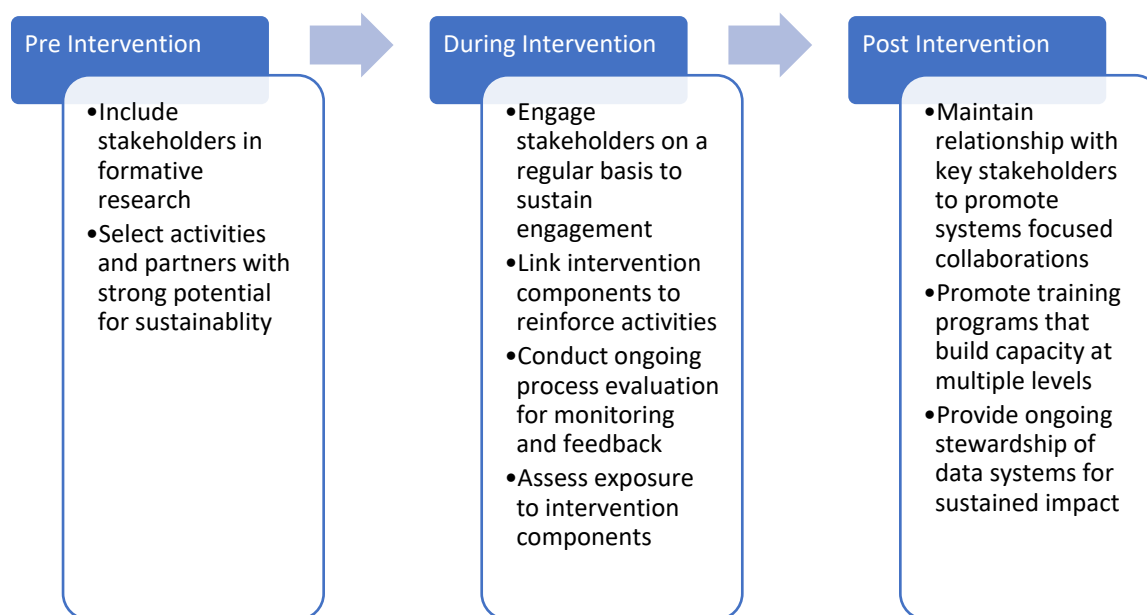 Pre Intervention
•Include
stakeholders in
formative
research
•Select activities
and partners with
strong potential
for sustainablity
During Intervention
•Engage
stakeholders on a
regular basis to
sustain
engagement
•Link intervention
components to
reinforce activities
•Conduct ongoing
process evaluation
for monitoring
and feedback
•Assess exposure
to intervention
components
Post Intervention
•Maintain
relationship with
key stakeholders
to promote
systems focused
collaborations
•Promote training
programs that
build capacity at
multiple levels
•Provide ongoing
stewardship of
data systems for
sustained impact